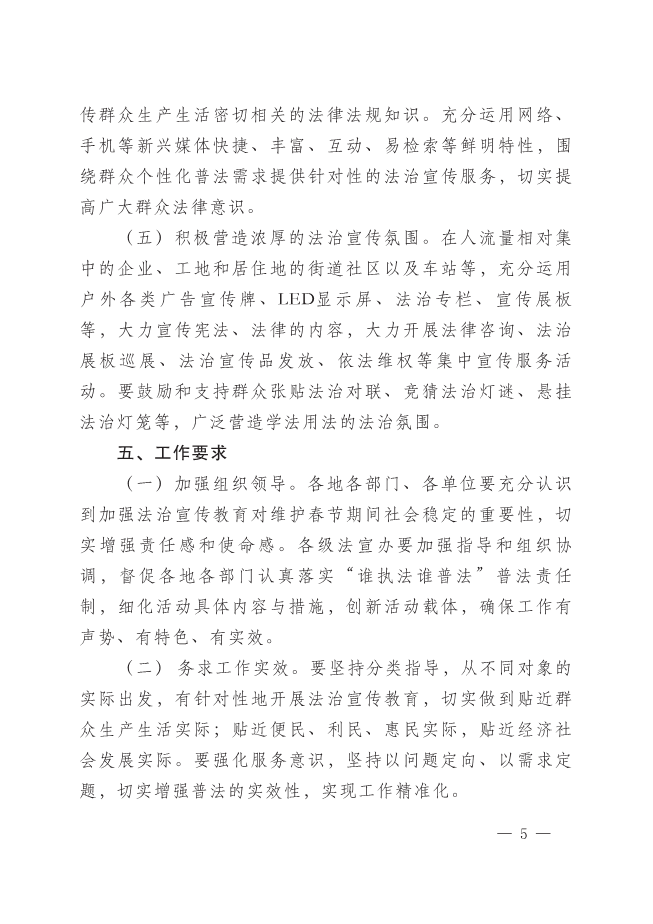 传群众生产生活密切相关的法律法规知识。充分运用网络、
手机等新兴媒体快捷、丰富、互动、易检索等鲜明特性，围
绕群众个性化普法需求提供针对性的法治宣传服务，切实提
高广大群众法律意识。
（五）积极营造浓厚的法治宣传氛围。在人流量相对集
中的企业、工地和居住地的街道社区以及车站等，充分运用
户外各类广告宣传牌、LED显示屏、法治专栏、宣传展板
等，大力宣传宪法、法律的内容，大力开展法律咨询、法治
展板巡展、法治宣传品发放、依法维权等集中宣传服务活
动。要鼓励和支持群众张贴法治对联、竞猜法治灯谜、悬挂
法治灯笼等，广泛营造学法用法的法治氛围。
五、工作要求
（一）加强组织领导。各地各部门、各单位要充分认识
到加强法治宣传教育对维护春节期间社会稳定的重要性，切
实增强责任感和使命感。各级法宣办要加强指导和组织协
调，督促各地各部门认真落实“谁执法谁普法”普法责任
制，细化活动具体内容与措施，创新活动载体，确保工作有
声势、有特色、有实效。
（二）务求工作实效。要坚持分类指导，从不同对象的
实际出发，有针对性地开展法治宣传教育，切实做到贴近群
众生产生活实际；贴近便民、利民、惠民实际，贴近经济社
会发展实际。要强化服务意识，坚持以问题定向、以需求定
题，切实增强普法的实效性，实现工作精准化。
— 5 —